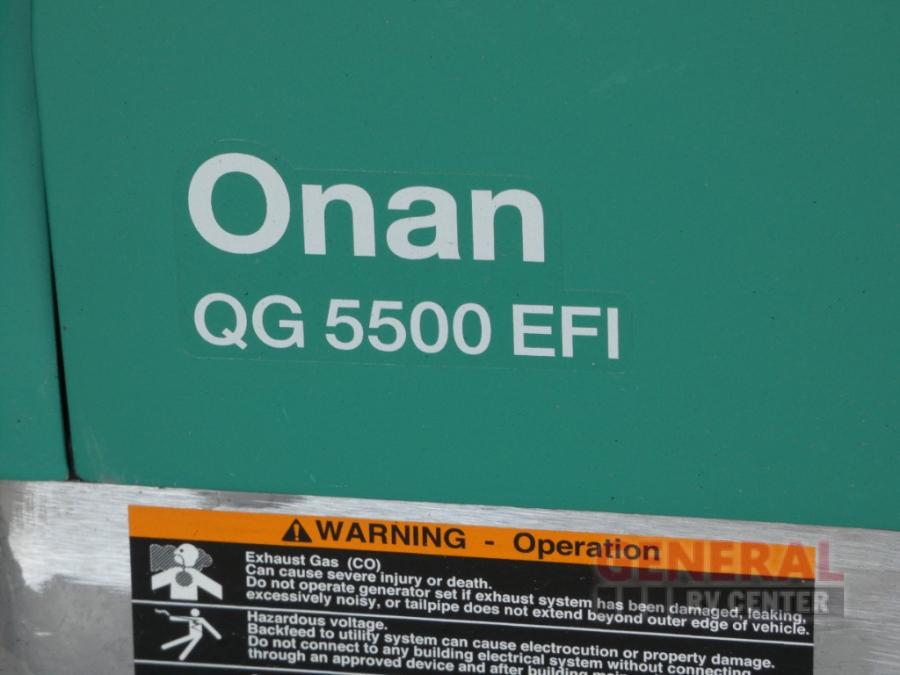 Onan
QG 5500 EFI
WARNING - Operation
Exhaust Gas (CO)
Can cause severe injury or death.
Do not operate generator set if exhaust system has been damaged, leaking,
excessively noisy, or tailpipe does not extend beyond outer edge of vehicle.
Hazardous voltage.
Backfeed to utility system can cause electrocution or property damage.
Do not connect to any building electrical system without connecting
through an approved device and after building
GENERAL
RV CENTER